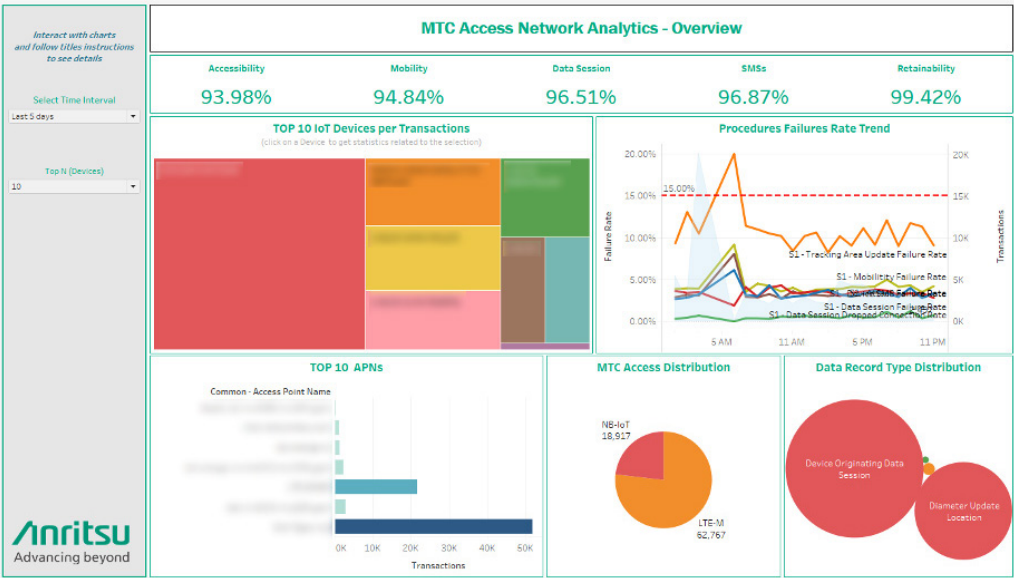 Interact with charts
and follow titles instructions
to see details
Select Time Interval
Last 5 days
Top N (Devices)
10
Anritsu
Advancing beyond
MTC Access Network Analytics - Overview
Accessibility
93.98%
Mobility
94.84%
Data Session
96.51%
SMSs
96.87%
Retainability
99.42%
TOP 10 IoT Devices per Transactions
(click on a Device to get statistics related to the selection)
Procedures Failures Rate Trend
Failure Rate
20.00%
15.00%
10.00%
5.00%
0.00%
15.00%
S1 - Tracking Area Update Failure Rate
S1 - Mobilitity Failure Rate
S1 - Data Session Failure Rate
S1 - Data Session Dropped Connection Rate
20K
15K
10K
5K
0K
Transactions
5 AM
11 AM
5 PM
11 PM
TOP 10 APNs
Common - Access Point Name
0K
10K
20K
30K
40K
50K
Transactions
MTC Access Distribution
NB-IoT
18,917
LTE-M
62,767
Data Record Type Distribution
Device Originating Data
Session
Diameter Update
Location